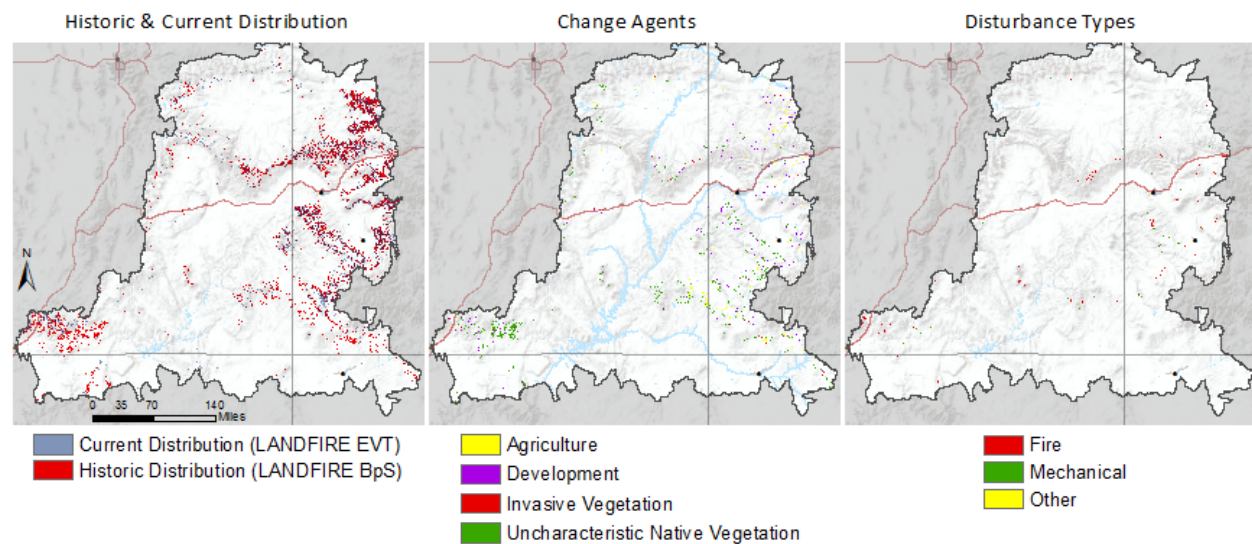 Historic & Current Distribution
Change Agents
Disturbance Types
N
0 35 70 140
Miles
Current Distribution (LANDFIRE EVT)
Historic Distribution (LANDFIRE BpS)
Agriculture
Development
Invasive Vegetation
Uncharacteristic Native Vegetation
Fire
Mechanical
Other